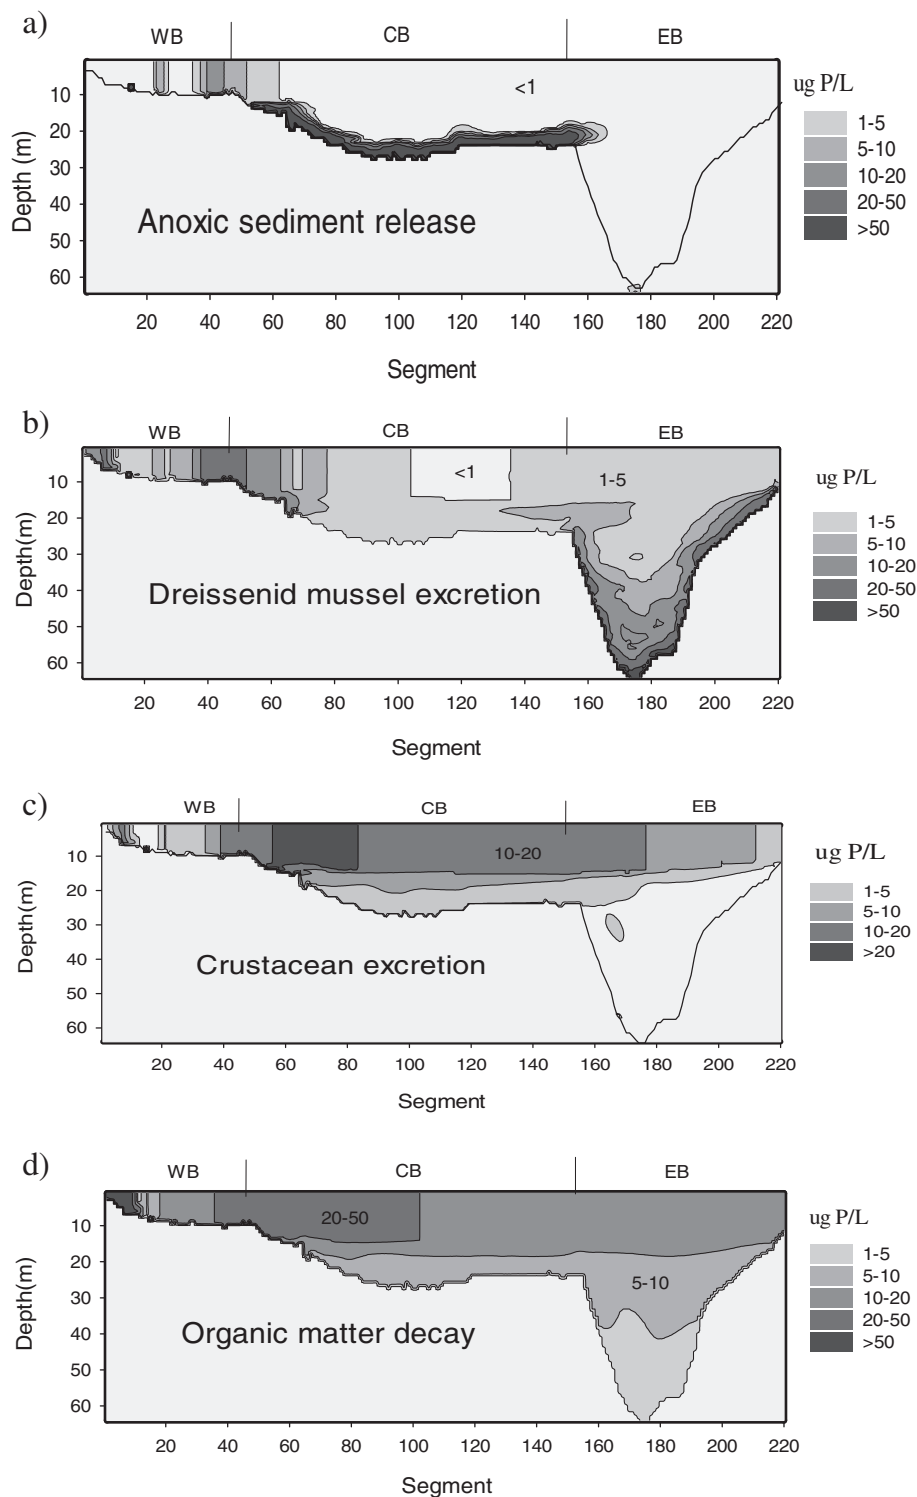 a)
WB CB EB
ug P/L
<1
1-5
5-10
10-20
20-50
>50
Depth (m)
10
20
30
40
50
60
Anoxic sediment release
20 40 60 80 100 120 140 160 180 200 220
Segment
b)
WB CB EB
ug P/L
<1
1-5
1-5
5-10
10-20
20-50
>50
Depth(m)
10
20
30
40
50
60
Dreissenid mussel excretion
20 40 60 80 100 120 140 160 180 200 220
Segment
c)
WB CB EB
ug P/L
10-20
1-5
5-10
10-20
>20
Depth(m)
10
20
30
40
50
60
Crustacean excretion
20 40 60 80 100 120 140 160 180 200 220
Segment
d)
WB CB EB
ug P/L
20-50
5-10
1-5
5-10
10-20
20-50
>50
Depth(m)
10
20
30
40
50
60
Organic matter decay
20 40 60 80 100 120 140 160 180 200 220
Segment